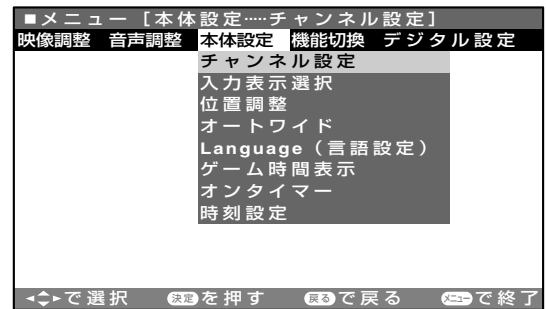 ■メニュー [本体設定……チャンネル設定]
映像調整 音声調整 本体設定 機能切換 デジタル設定
チャンネル設定
入力表示選択
位置調整
オートワイド
Language（言語設定）
ゲーム時間表示
オンタイマー
時刻設定
で選択 決定を押す 戻るで戻る メニューで終了